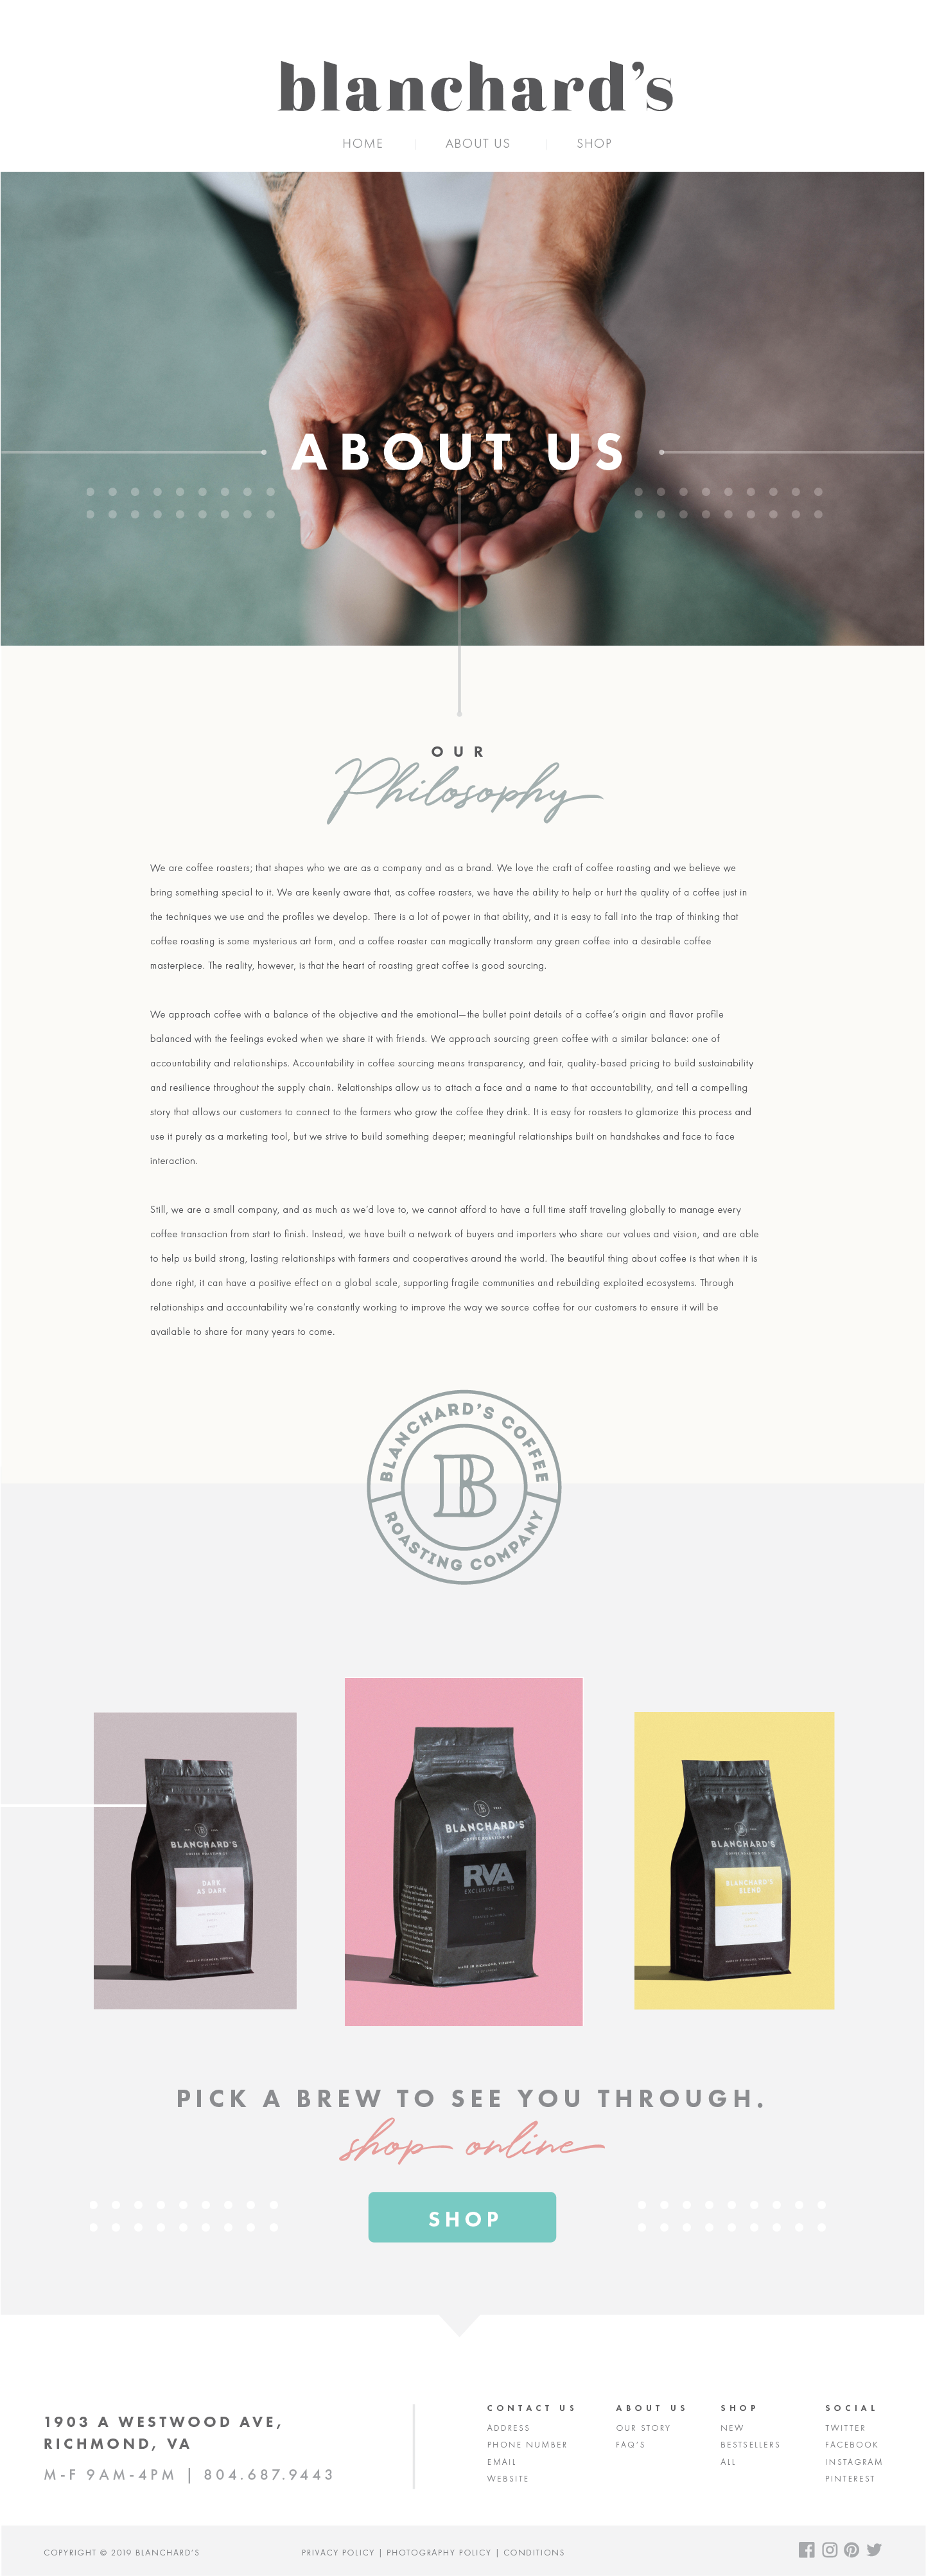 blanchard's
HOME | ABOUT US | SHOP
ABOUT US
OUR
Philosophy
We are coffee roasters; that shapes who we are as a company and as a brand. We love the craft of coffee roasting and we believe we
bring something special to it. We are keenly aware that, as coffee roasters, we have the ability to help or hurt the quality of a coffee just in
the techniques we use and the profiles we develop. There is a lot of power in that ability, and it is easy to fall into the trap of thinking that
coffee roasting is some mysterious art form, and a coffee roaster can magically transform any green coffee into a desirable coffee
masterpiece. The reality, however, is that the heart of roasting great coffee is good sourcing.
We approach coffee with a balance of the objective and the emotional—the bullet point details of a coffee's origin and flavor profile
balanced with the feelings evoked when we share it with friends. We approach sourcing green coffee with a similar balance: one of
accountability and relationships. Accountability in coffee sourcing means transparency, and fair, quality-based pricing to build sustainability
and resilience throughout the supply chain. Relationships allow us to attach a face and a name to that accountability, and tell a compelling
story that allows our customers to connect to the farmers who grow the coffee they drink. It is easy for roasters to glamorize this process and
use it purely as a marketing tool, but we strive to build something deeper; meaningful relationships built on handshakes and face to face
interaction.
Still, we are a small company, and as much as we'd love to, we cannot afford to have a full time staff traveling globally to manage every
coffee transaction from start to finish. Instead, we have built a network of buyers and importers who share our values and vision, and are able
to help us build strong, lasting relationships with farmers and cooperatives around the world. The beautiful thing about coffee is that when it is
done right, it can have a positive effect on a global scale, supporting fragile communities and rebuilding exploited ecosystems. Through
relationships and accountability we're constantly working to improve the way we source coffee for our customers to ensure it will be
available to share for many years to come.
BLANCHARD'S COFFEE
B
ROASTING COMPANY
BLANCHARD'S
COFFEE ROASTING CO
DARK
AS DARK
MADE IN RICHMOND, VIRGINIA
BLANCHARD'S
COFFEE ROASTING CO
RVA
EXCLUSIVE BLEND
MADE IN RICHMOND, VIRGINIA
BLANCHARD'S
COFFEE ROASTING CO
BLANCHARD'S
BLEND
MADE IN RICHMOND, VIRGINIA
PICK A BREW TO SEE YOU THROUGH.
shop online
SHOP
1903 A WESTWOOD AVE,
RICHMOND, VA
M-F 9AM-4PM | 804.687.9443
CONTACT US
ADDRESS
PHONE NUMBER
EMAIL
WEBSITE
ABOUT US
OUR STORY
FAQ'S
SHOP
NEW
BESTSELLERS
ALL
SOCIAL
TWITTER
FACEBOOK
INSTAGRAM
PINTEREST
COPYRIGHT © 2019 BLANCHARD'S
PRIVACY POLICY | PHOTOGRAPHY POLICY | CONDITIONS